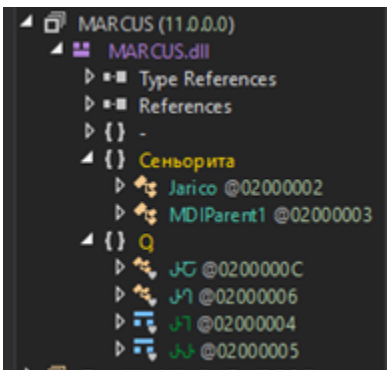 MARCUS (11.0.0.0)
MARCUS.dll
Type References
References
{ } -
{ } Сеньорита
Jarico @02000002
MDIParent1 @02000003
{ }
@0200000C
@02000006
@02000004
@02000005